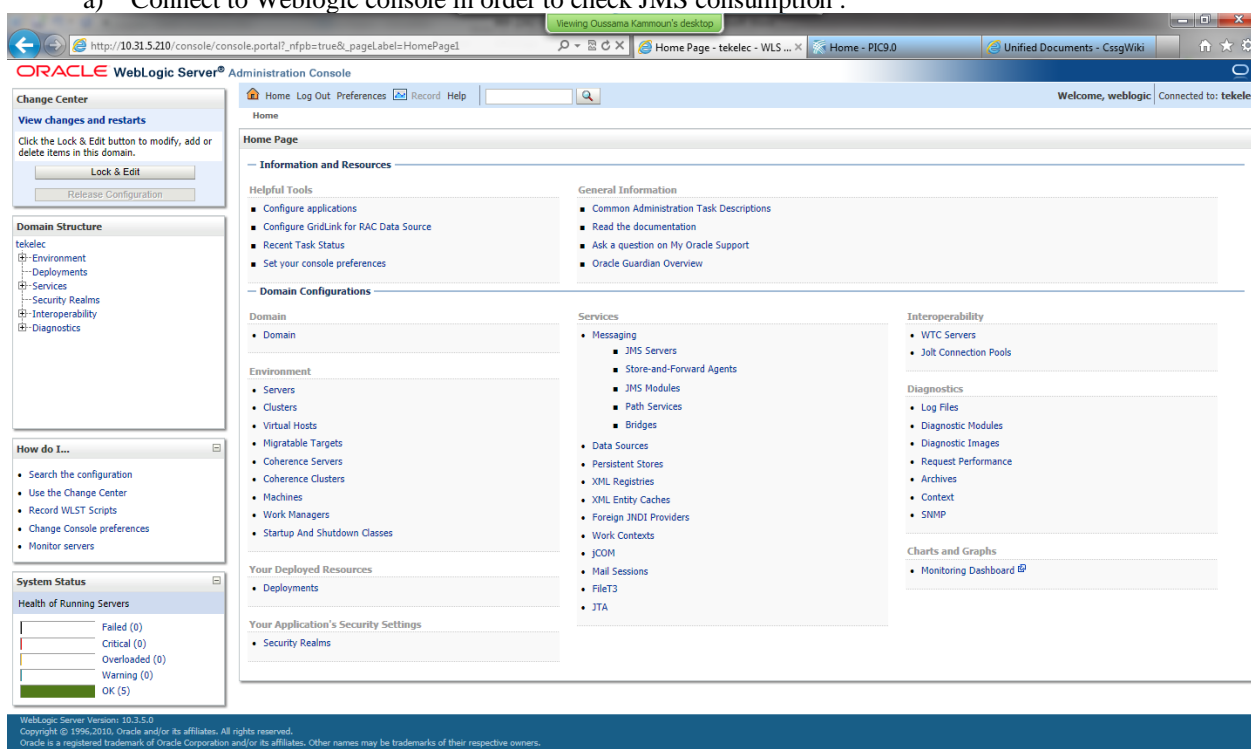 a) Connect to Weblogic console in order to check JMS consumption :
Viewing Oussama Kammoun's desktop
http://10.31.5.210/console/console.portal?_nfpb=true&_pageLabel=HomePage1
Home Page - tekelec - WLS ...
Home - PIC9.0
Unified Documents - CssgWiki
ORACLE WebLogic Server® Administration Console
Change Center
View changes and restarts
Click the Lock & Edit button to modify, add or
delete items in this domain.
Lock & Edit
Release Configuration
Domain Structure
tekelec
Environment
Deployments
Services
Security Realms
Interoperability
Diagnostics
How do I...
Search the configuration
Use the Change Center
Record WLST Scripts
Change Console preferences
Monitor servers
System Status
Health of Running Servers
Failed (0)
Critical (0)
Overloaded (0)
Warning (0)
OK (5)
Home Log Out Preferences Record Help
Welcome, weblogic Connected to: tekele
Home
Home Page
Information and Resources
Helpful Tools
Configure applications
Configure GridLink for RAC Data Source
Recent Task Status
Set your console preferences
General Information
Common Administration Task Descriptions
Read the documentation
Ask a question on My Oracle Support
Oracle Guardian Overview
Domain Configurations
Domain
Domain
Environment
Servers
Clusters
Virtual Hosts
Migratable Targets
Coherence Servers
Coherence Clusters
Machines
Work Managers
Startup And Shutdown Classes
Your Deployed Resources
Deployments
Your Application's Security Settings
Security Realms
Services
Messaging
JMS Servers
Store-and-Forward Agents
JMS Modules
Path Services
Bridges
Data Sources
Persistent Stores
XML Registries
XML Entity Caches
Foreign JNDI Providers
Work Contexts
jCOM
Mail Sessions
FileT3
JTA
Interoperability
WTC Servers
Jolt Connection Pools
Diagnostics
Log Files
Diagnostic Modules
Diagnostic Images
Request Performance
Archives
Context
SNMP
Charts and Graphs
Monitoring Dashboard
WebLogic Server Version: 10.3.5.0
Copyright © 1996,2010, Oracle and/or its affiliates. All rights reserved.
Oracle is a registered trademark of Oracle Corporation and/or its affiliates. Other names may be trademarks of their respective owners.